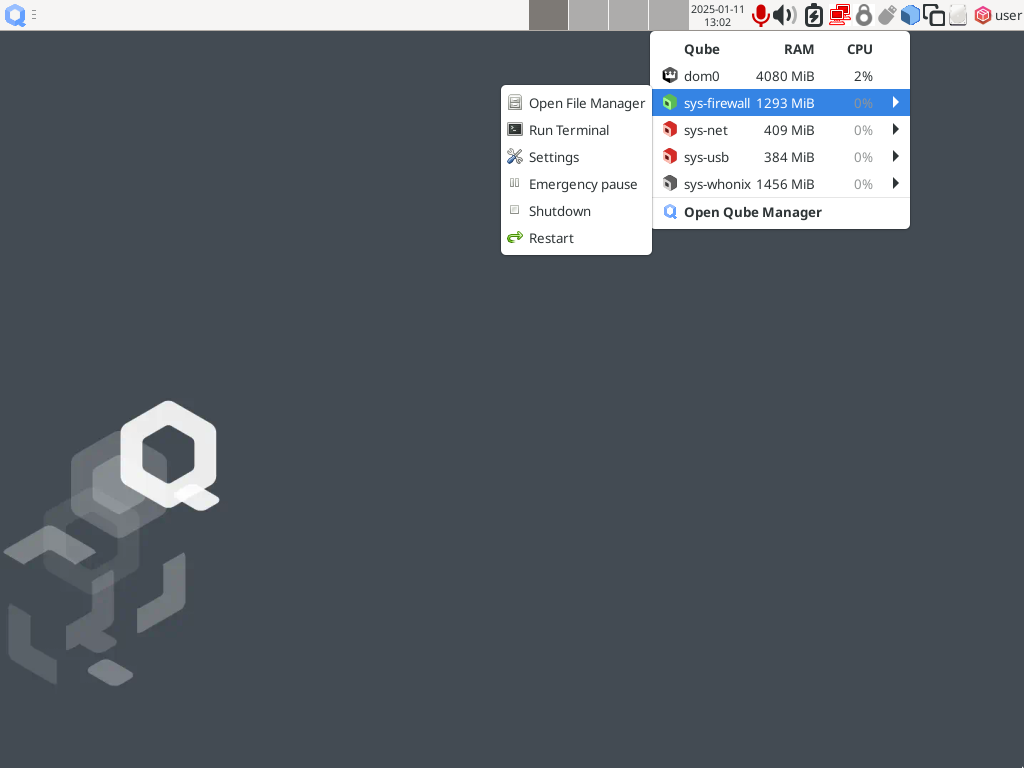 2025-01-11
13:02
user
Qube RAM CPU
dom0 4080 MiB 2%
sys-firewall 1293 MiB 0%
sys-net 409 MiB 0%
sys-usb 384 MiB 0%
sys-whonix 1456 MiB 0%
Open Qube Manager
Open File Manager
Run Terminal
Settings
Emergency pause
Shutdown
Restart